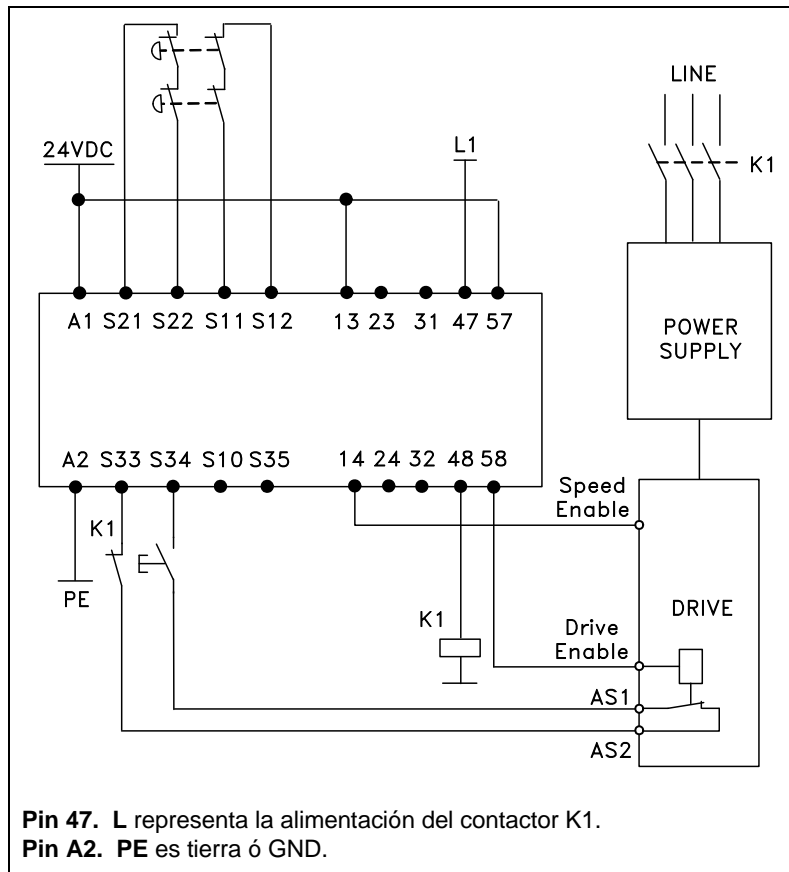 LINE
24VDC
L1
K1
A1 S21 S22 S11 S12 13 23 31 47 57
POWER
SUPPLY
A2 S33 S34 S10 S35 14 24 32 48 58
Speed
Enable
K1
PE
K1
DRIVE
Drive
Enable
AS1
AS2
Pin 47. L representa la alimentación del contactor K1.
Pin A2. PE es tierra ó GND.